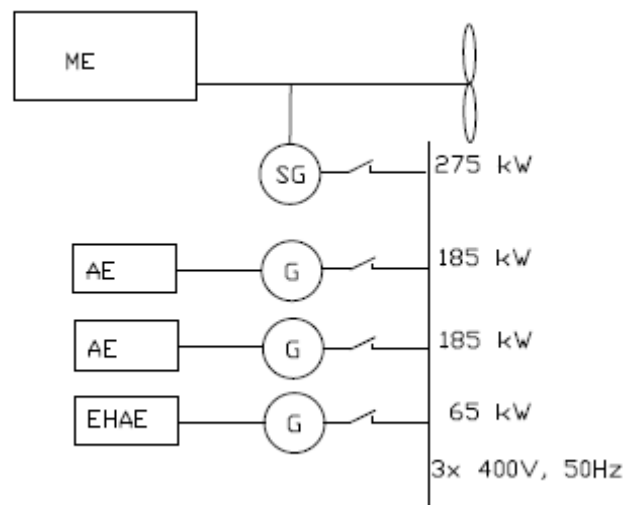 ME
SG
275 kW
AE
G
185 kW
AE
G
185 kW
EHAE
G
65 kW
3x 400V, 50Hz